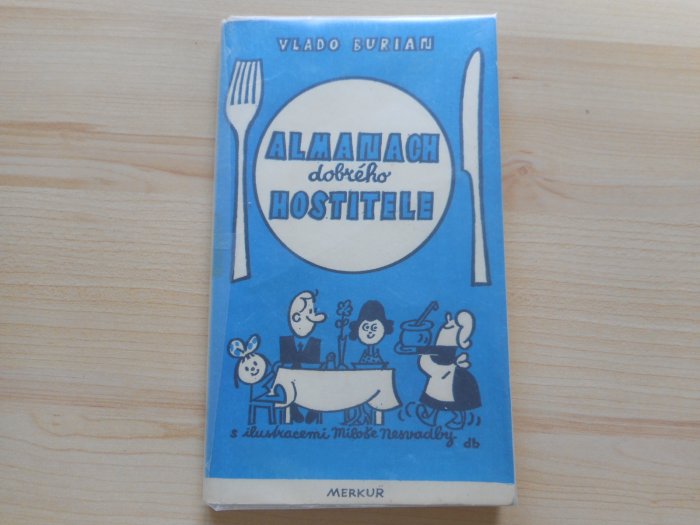 VLADO BURIAN
ALMANACH
dobrého
HOSTITELE
s ilustracemi Miloše Nesvadby
db
MERKUR